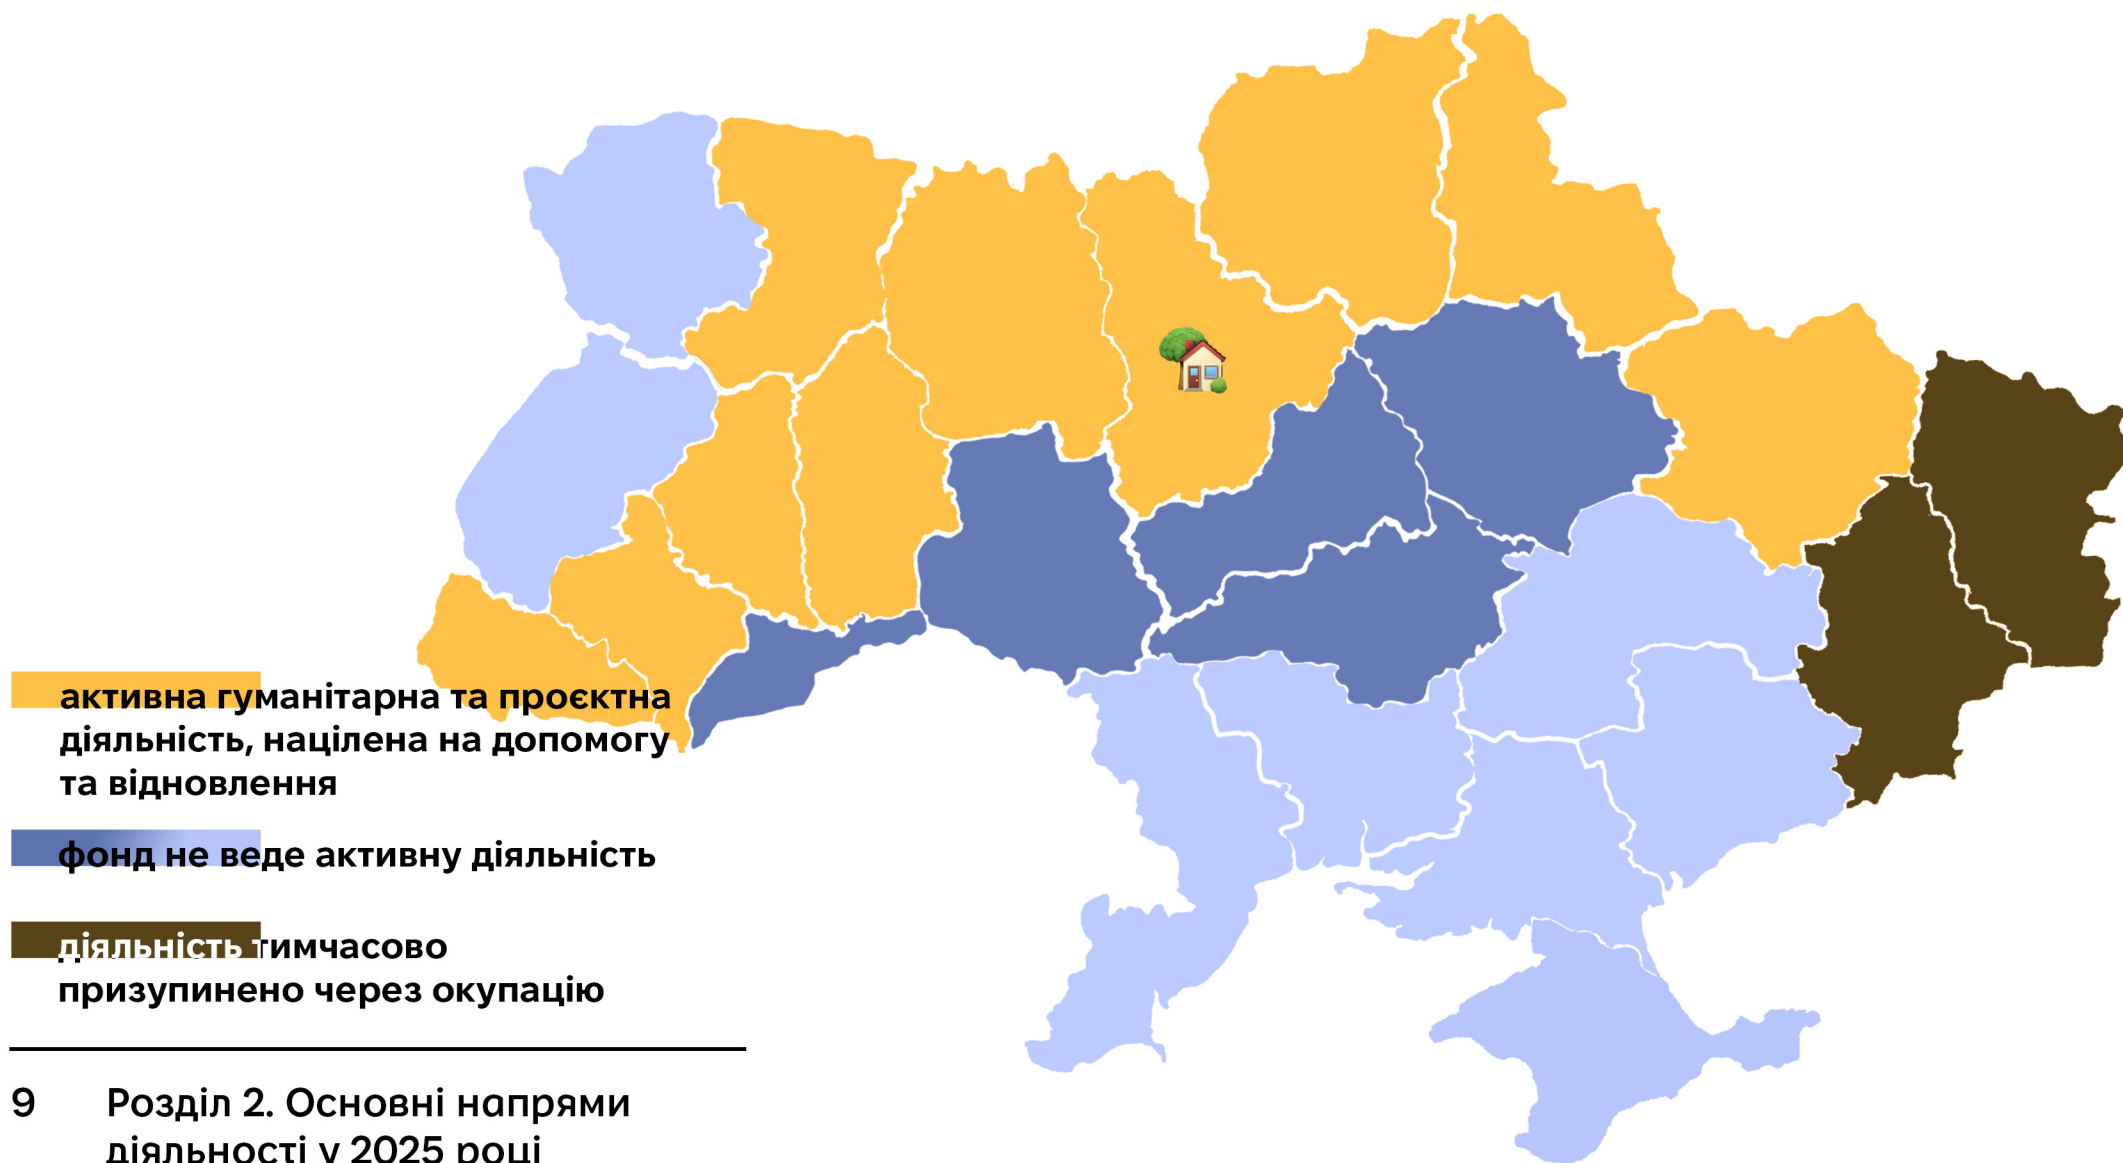 активна гуманітарна та проєктна
діяльність, націлена на допомогу
та відновлення
фонд не веде активну діяльність
діяльність тимчасово
призупинено через окупацію
9 Розділ 2. Основні напрями
діяльності у 2025 році